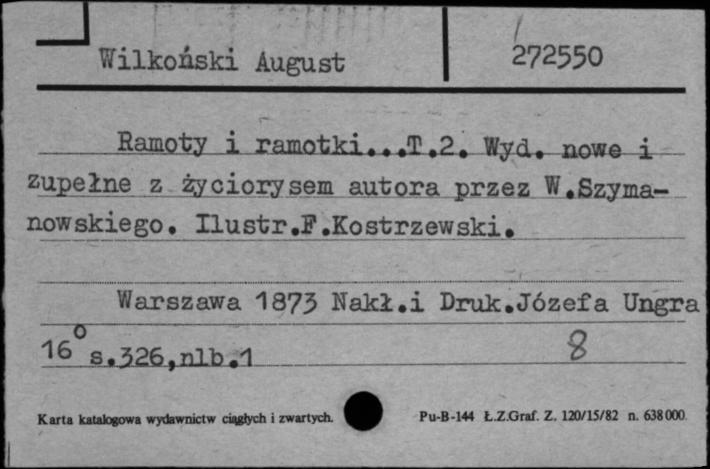 Wilkoński August
272550
Ramoty i ramotki...T.2. Wyd. nowe i
zupełne z życiorysem autora przez W.Szyma-
nowskiego. Ilustr.F.Kostrzewski.
Warszawa 1873 Nakł.i Druk.Józefa Ungra
16° s.326,nlb.1
8
Karta katalogowa wydawnictw ciągłych i zwartych.
Pu-B-144 Ł.Z.Graf. Z. 120/15/82 n. 638000.